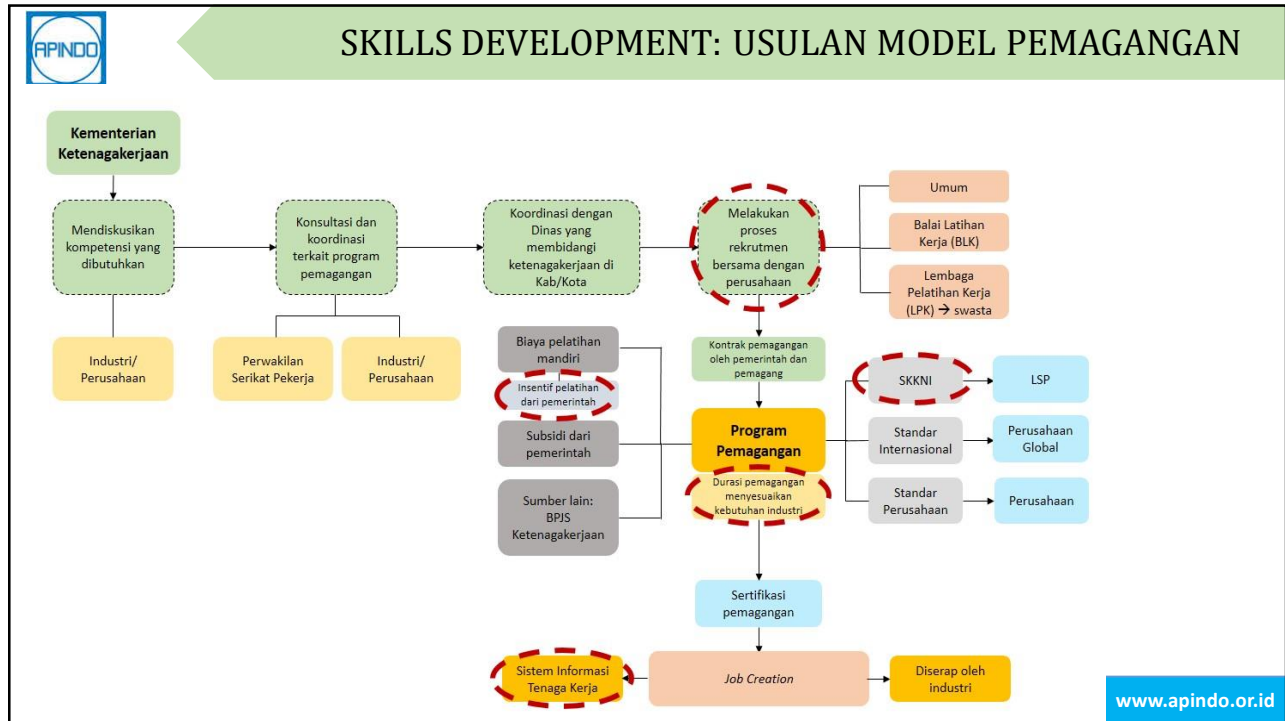 APINDO
SKILLS DEVELOPMENT: USULAN MODEL PEMAGANGAN
Kementerian
Ketenagakerjaan
Mendiskusikan
kompetensi yang
dibutuhkan
Konsultasi dan
koordinasi
terkait program
pemagangan
Koordinasi dengan
Dinas yang
membidangi
ketenagakerjaan di
Kab/Kota
Melakukan
proses
rekrutmen
bersama dengan
perusahaan
Umum
Balai Latihan
Kerja (BLK)
Lembaga
Pelatihan Kerja
(LPK) → swasta
Industri/
Perusahaan
Perwakilan
Serikat Pekerja
Industri/
Perusahaan
Biaya pelatihan
mandiri
Insentif pelatihan
dari pemerintah
Subsidi dari
pemerintah
Sumber lain:
BPJS
Ketenagakerjaan
Kontrak pemagangan
oleh pemerintah dan
pemagang
Program
Pemagangan
Durasi pemagangan
menyesuaikan
kebutuhan industri
SKKNI
LSP
Standar
Internasional
Perusahaan
Global
Standar
Perusahaan
Perusahaan
Sertifikasi
pemagangan
Sistem Informasi
Tenaga Kerja
Job Creation
Diserap oleh
industri
www.apindo.or.id